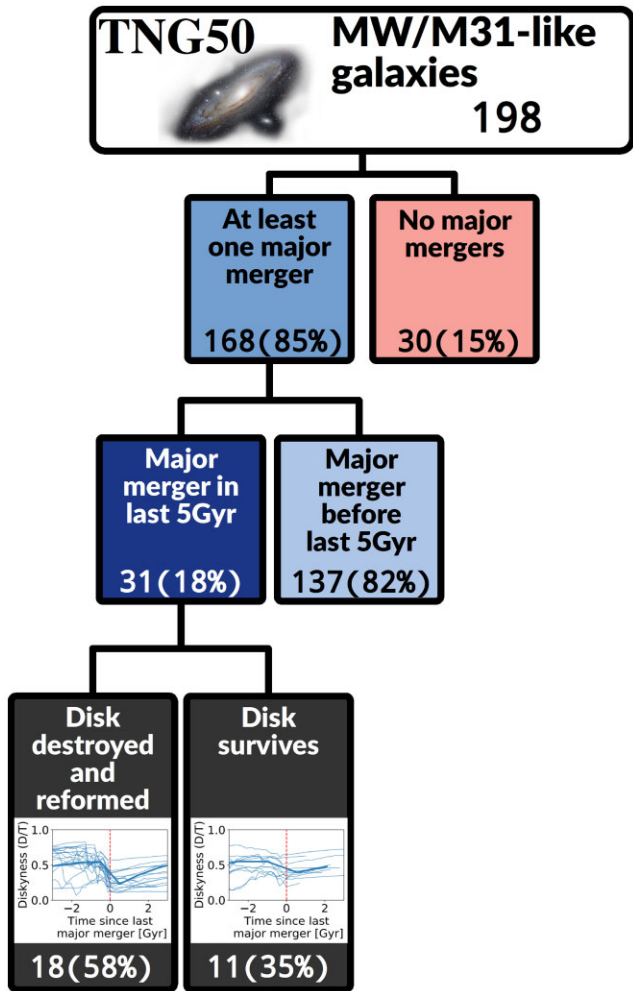 TNG50
MW/M31-like
galaxies
198
At least
one major
merger
168(85%)
No major
mergers
30(15%)
Major
merger in
last 5Gyr
31(18%)
Major
merger
before
last 5Gyr
137(82%)
Disk
destroyed
and
reformed
Diskyness (D/T)
1.0
0.5
0.0
−2 0 2
Time since last
major merger [Gyr]
18(58%)
Disk
survives
Diskyness (D/T)
1.0
0.5
0.0
−2 0 2
Time since last
major merger [Gyr]
11(35%)